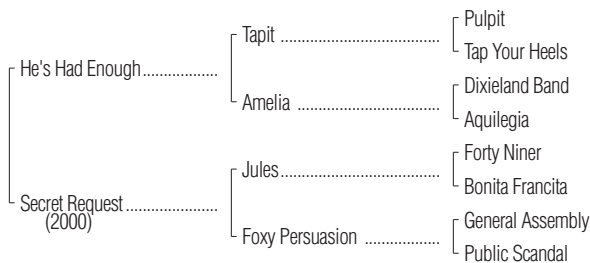 Pulpit
Tapit ........................................
Tap Your Heels
He's Had Enough...................
Dixieland Band
Amelia ....................................
Aquilegia
Forty Niner
Jules........................................
Bonita Francita
Secret Request.......................
(2000)
General Assembly
Foxy Persuasion ...................
Public Scandal